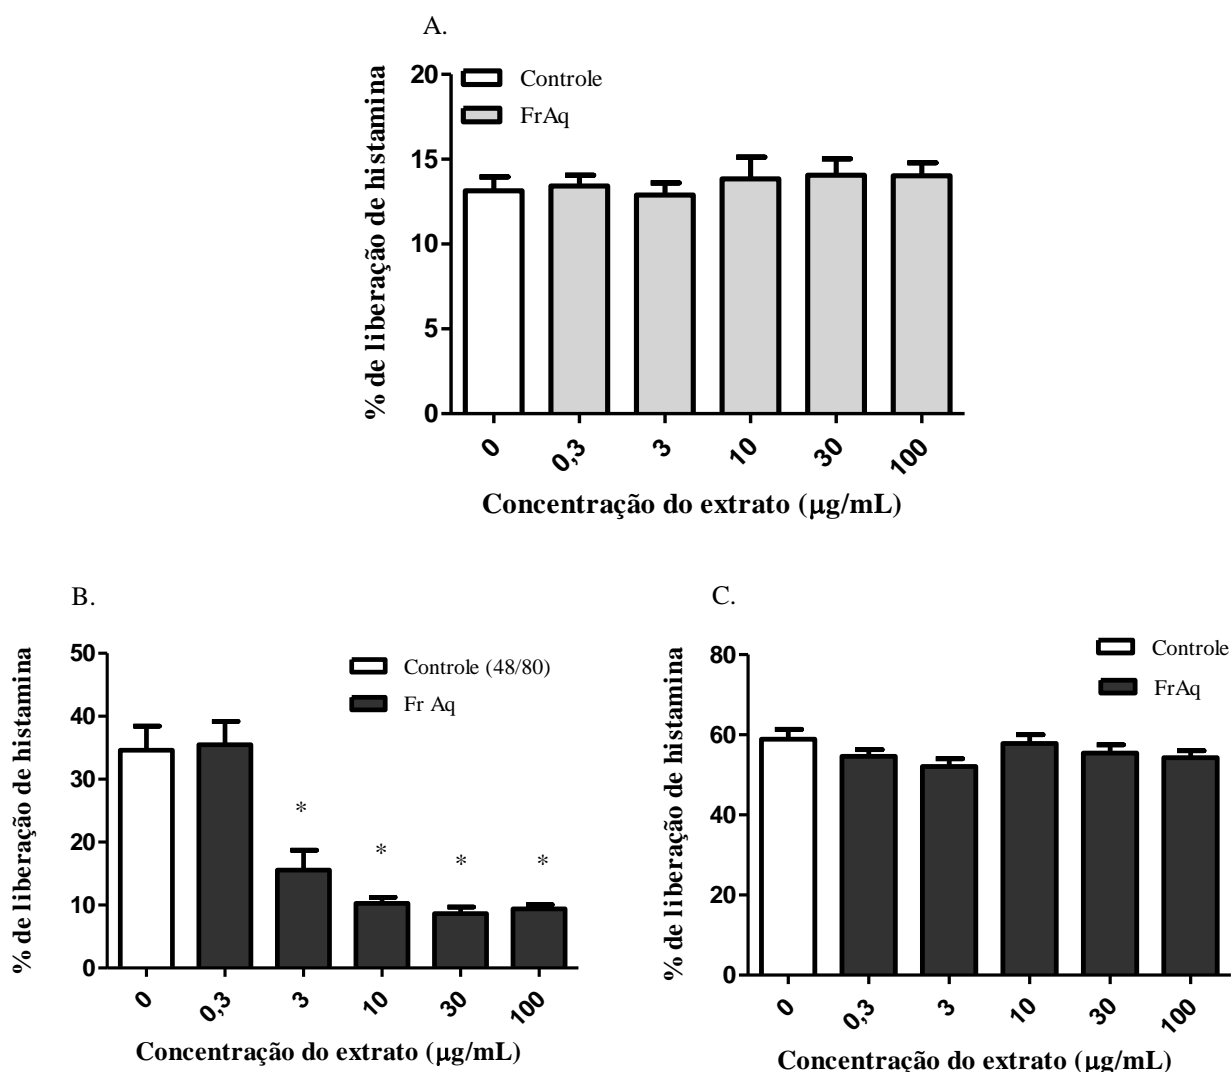 A.
% de liberação de histamina
20
15
10
5
0
Controle
FrAq
0
0,3
3
10
30
100
Concentração do extrato (µg/mL)
B.
% de liberação de histamina
50
40
30
20
10
0
Controle (48/80)
Fr Aq
*
*
*
*
0
0,3
3
10
30
100
Concentração do extrato (µg/mL)
C.
% de liberação de histamina
80
60
40
20
0
Controle
FrAq
0
0,3
3
10
30
100
Concentração do extrato (µg/mL)